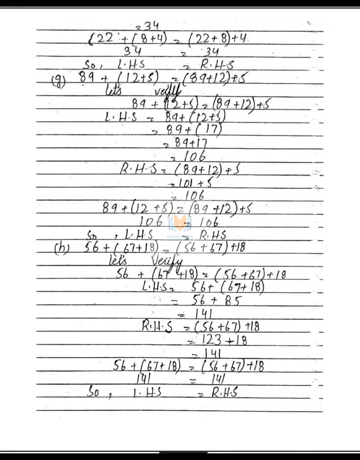 =34
(22 +(8+4) = (22+8)+4
34 = 34
So, L.H.S = R.H.S
(g) 89 + (12+5) = (89+12)+5
let's verify
89 + (12+5) = (89+12)+5
L.H.S = 89+(12+5)
= 89+(17)
= 89+17
= 106
R.H.S = (89+12)+5
= 101+5
= 106
89+(12+5) = (89+12)+5
106 = 106
So, L.H.S = R.H.S
(h) 56+(67+18) = (56+67)+18
let's Verify
56 + (67+18) = (56+67)+18
L.H.S = 56+(67+18)
= 56 + 85
= 141
R.H.S = (56+67)+18
= 123+18
= 141
56+(67+18) = (56+67)+18
141 = 141
So, L.H.S = R.H.S